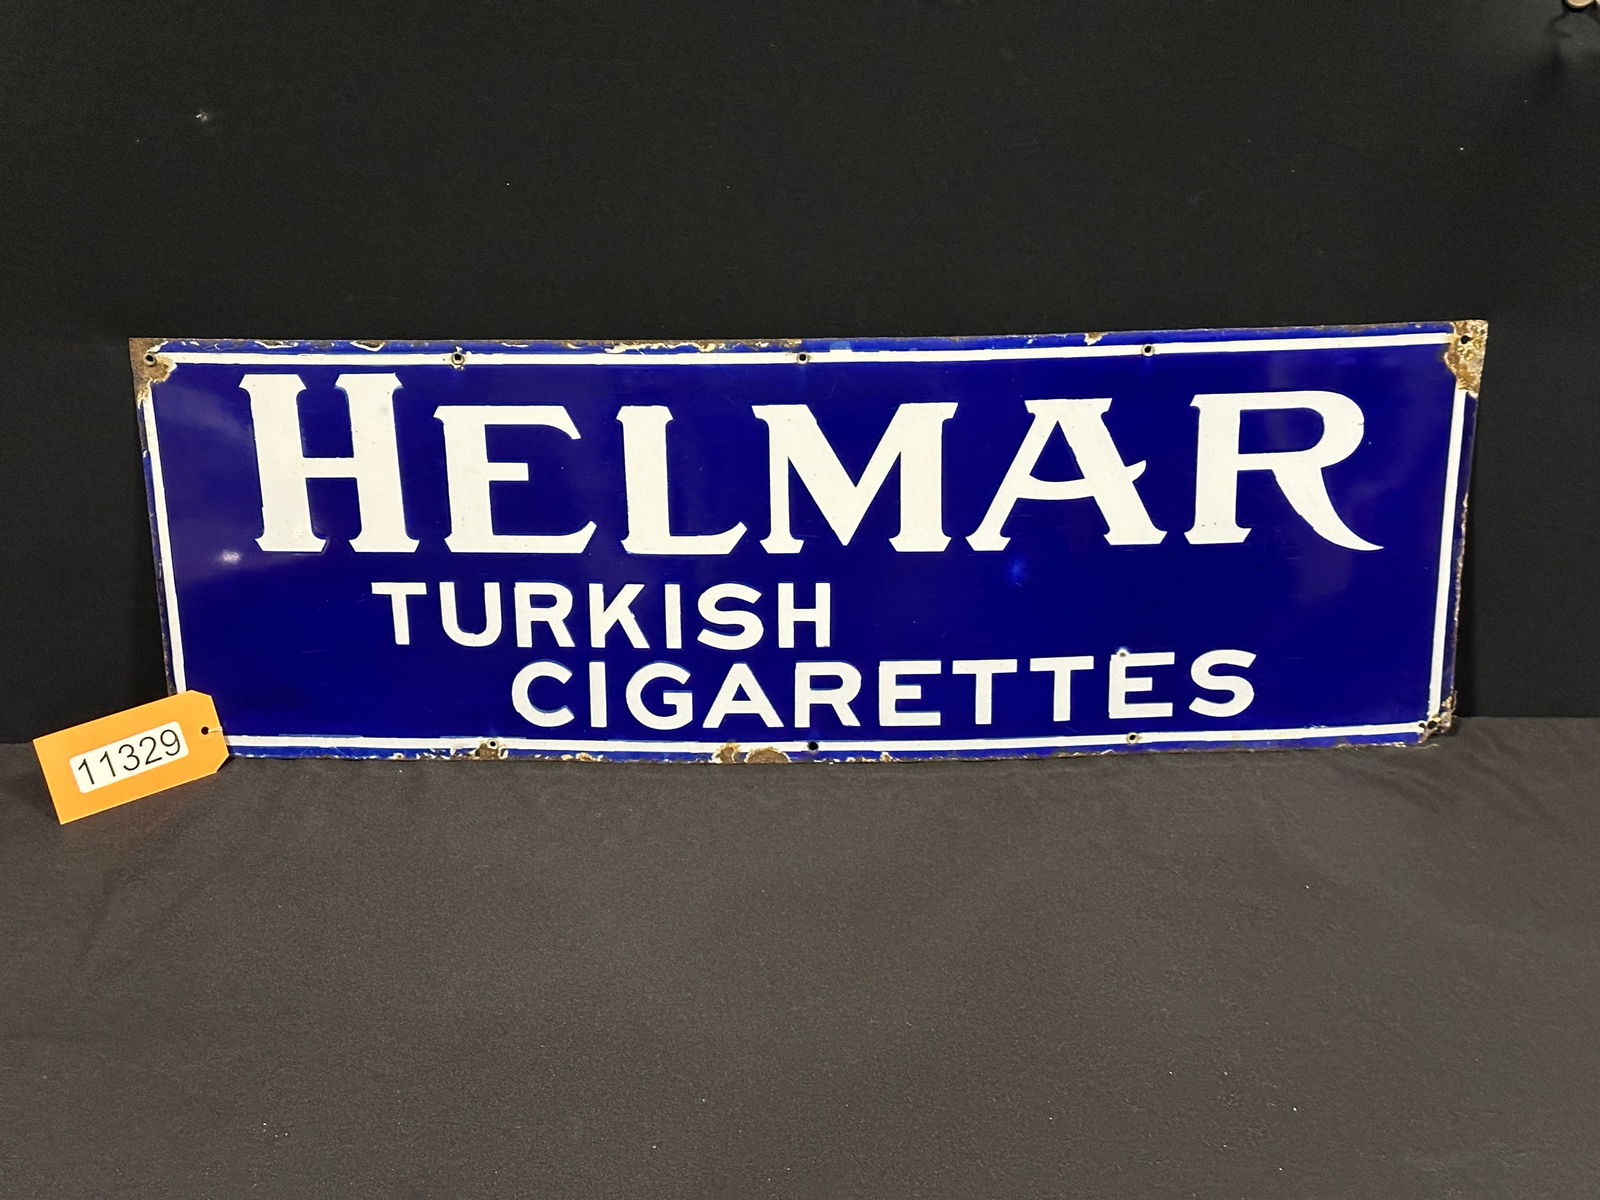 HELMAR
TURKISH
CIGARETTES
11329